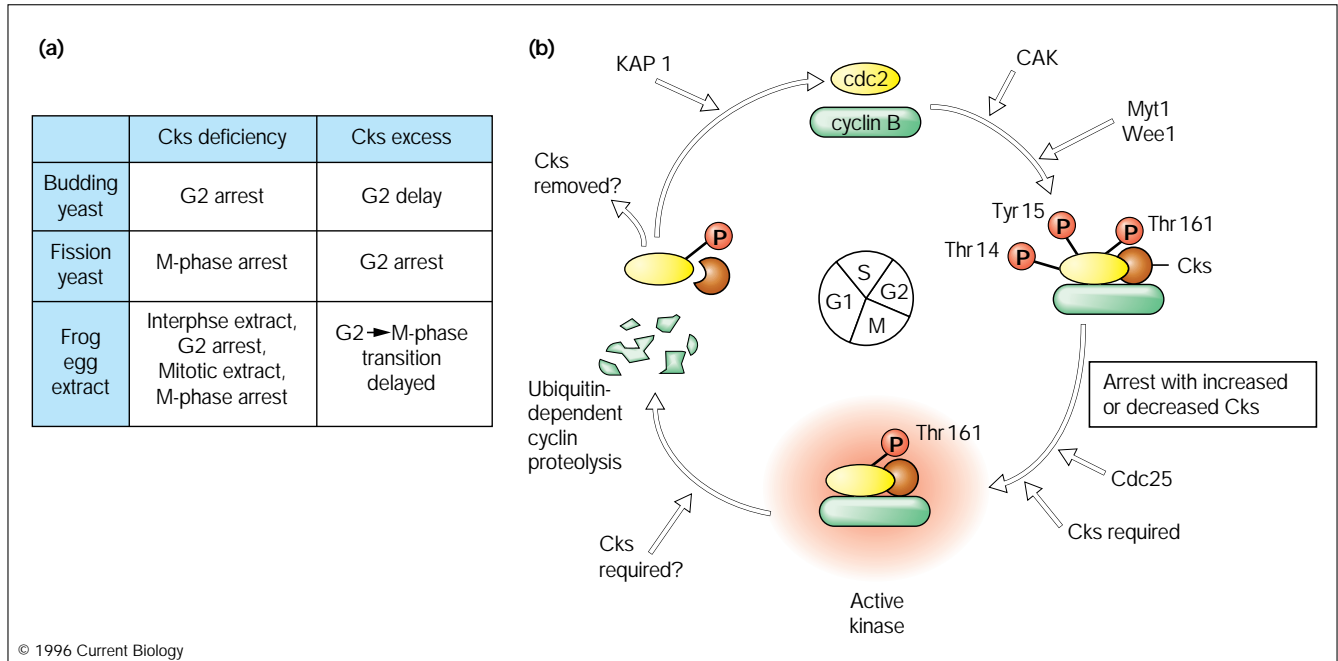 (a)
Cks deficiency
Cks excess
Budding
yeast
G2 arrest
G2 delay
Fission
yeast
M-phase arrest
G2 arrest
Frog
egg
extract
Interphse extract,
G2 arrest,
Mitotic extract,
M-phase arrest
G2→M-phase
transition
delayed
(b)
KAP 1
cdc2
cyclin B
CAK
Myt1
Wee1
Cks
removed?
P
Tyr 15
P
Thr 14
P
P
Thr 161
Cks
S
G1
G2
M
Ubiquitin-
dependent
cyclin
proteolysis
Arrest with increased
or decreased Cks
P
Thr 161
Cdc25
Cks required
Cks
required?
Active
kinase
© 1996 Current Biology